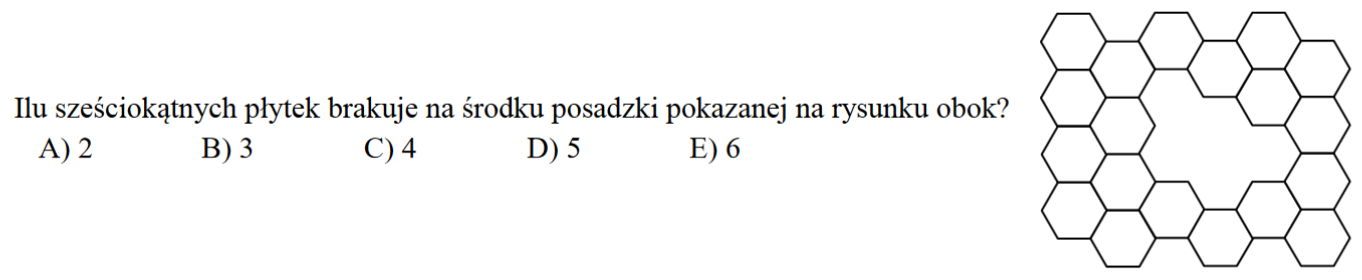 Ilu sześciokątnych płytek brakuje na środku posadzki pokazanej na rysunku obok?
A) 2 B) 3 C) 4 D) 5 E) 6